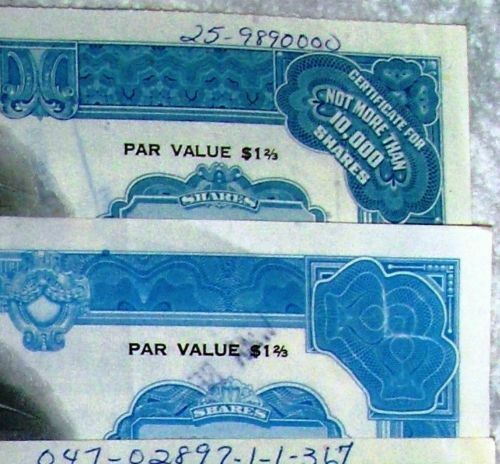 25-9890000
CERTIFICATE FOR
NOT MORE THAN
10,000
SHARES
PAR VALUE $1⅔
SHARES
PAR VALUE $1⅔
SHARES
047-02897-1-1-367